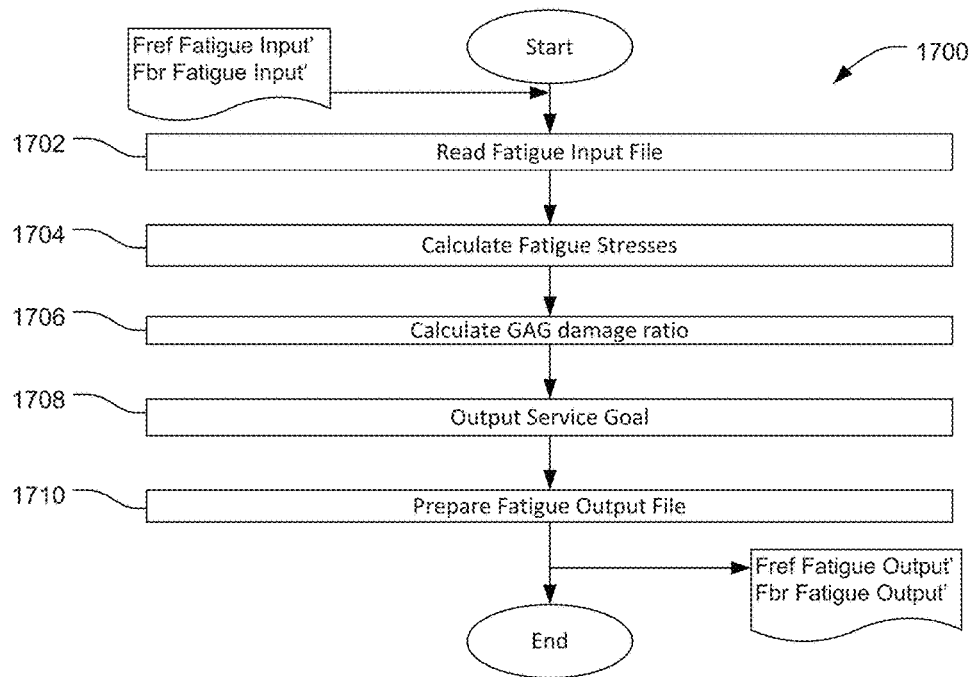 Fref Fatigue Input'
Fbr Fatigue Input'
Start
1700
1702
Read Fatigue Input File
1704
Calculate Fatigue Stresses
1706
Calculate GAG damage ratio
1708
Output Service Goal
1710
Prepare Fatigue Output File
Fref Fatigue Output'
Fbr Fatigue Output'
End